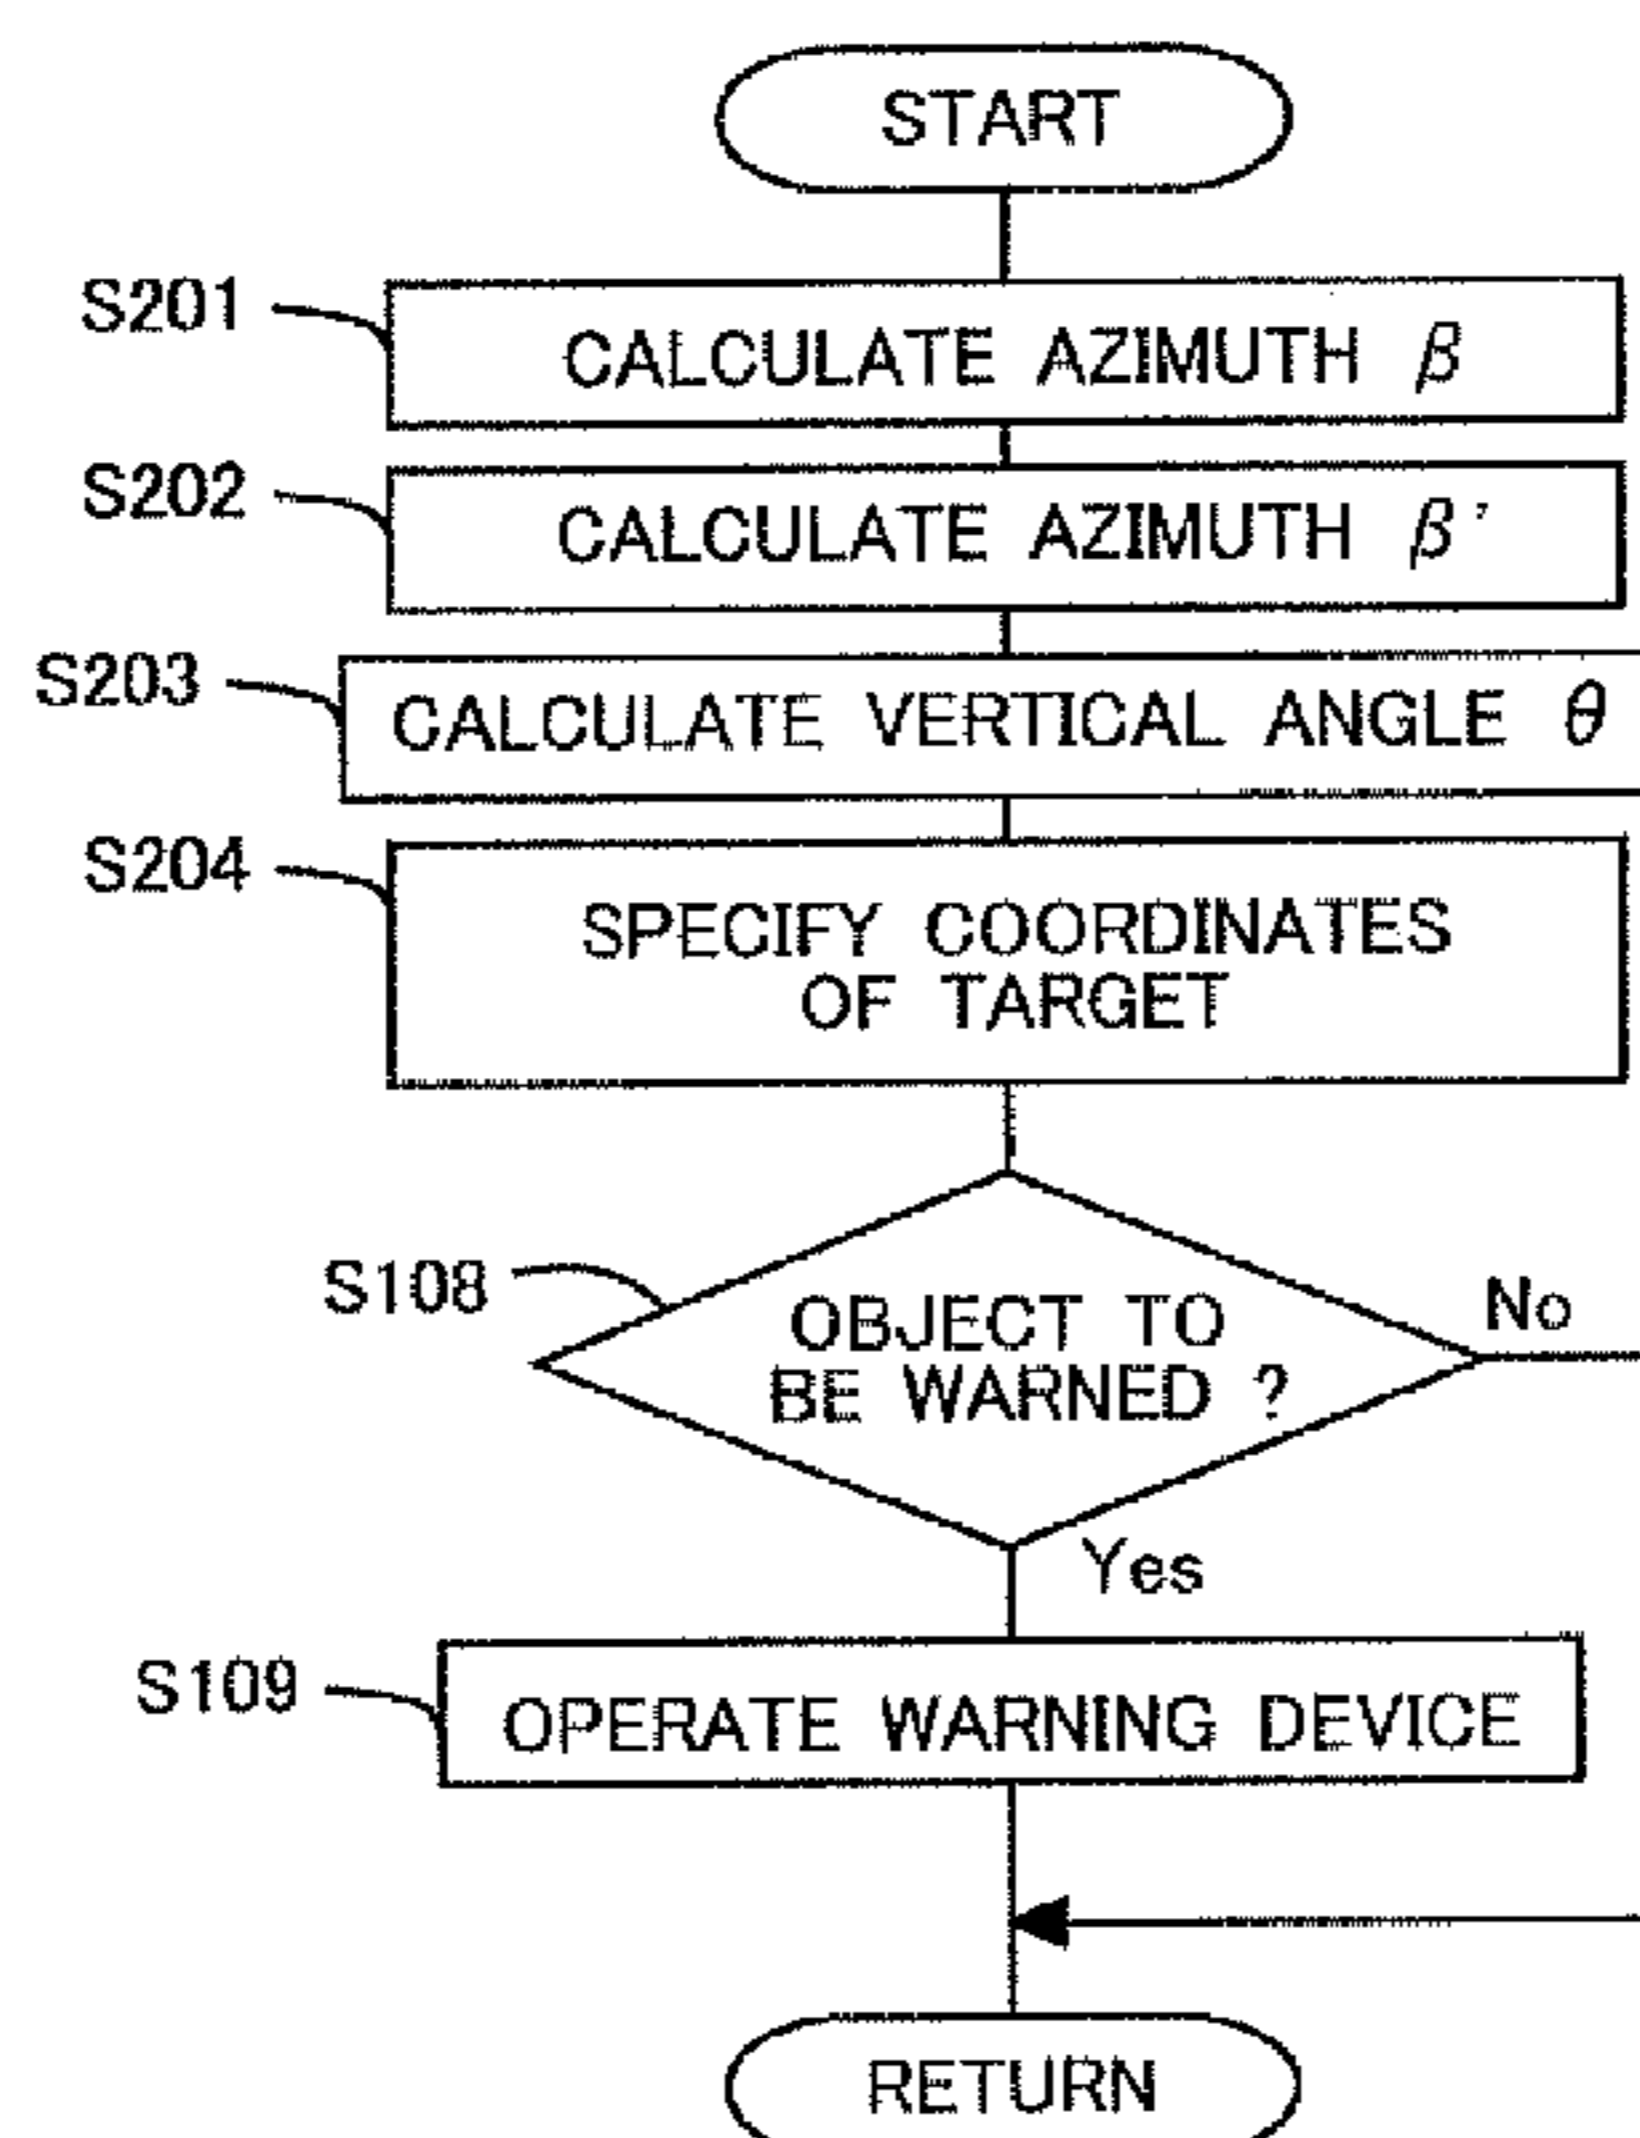 START
S201
CALCULATE AZIMUTH β
S202
CALCULATE AZIMUTH β'
S203
CALCULATE VERTICAL ANGLE θ
S204
SPECIFY COORDINATES
OF TARGET
S108
OBJECT TO
BE WARNED ?
No
Yes
S109
OPERATE WARNING DEVICE
RETURN